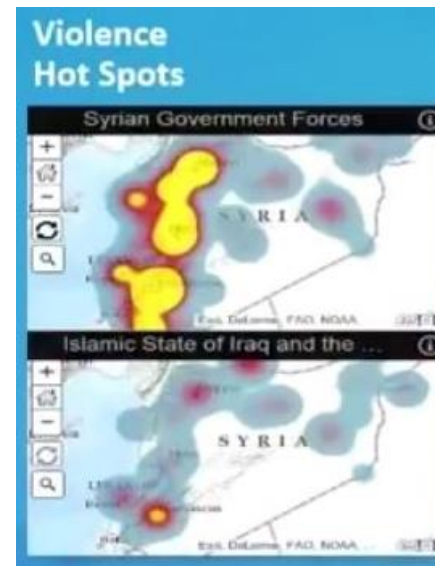 Violence
Hot Spots
Syrian Government Forces
+
−
SYRIA
Esri, DeLorme, FAO, NOAA
Islamic State of Iraq and the ...
+
−
SYRIA
Esri, DeLorme, FAO, NOAA